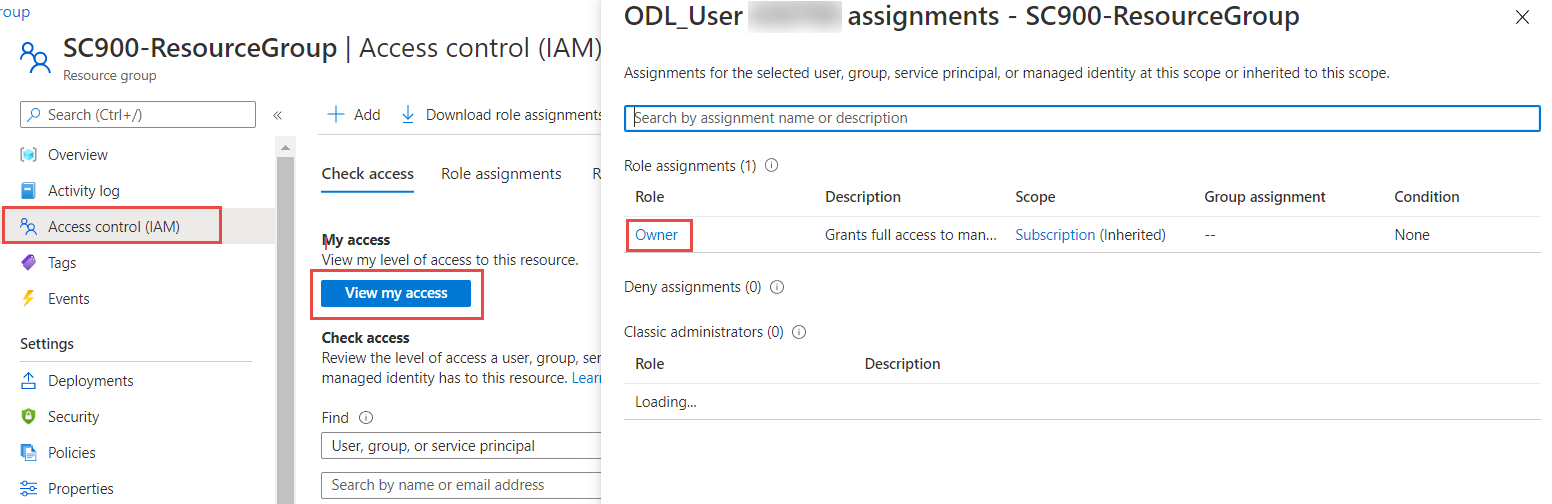 roup
SC900-ResourceGroup | Access control (IAM)
Resource group
Search (Ctrl+/)
«
Overview
Activity log
Access control (IAM)
Tags
Events
Settings
Deployments
Security
Policies
Properties
Add
Download role assignments
Check access
Role assignments
R
My access
View my level of access to this resource.
View my access
Check access
Review the level of access a user, group, ser
managed identity has to this resource. Learn
Find
User, group, or service principal
Search by name or email address
ODL_User assignments - SC900-ResourceGroup
Assignments for the selected user, group, service principal, or managed identity at this scope or inherited to this scope.
Search by assignment name or description
Role assignments (1)
Role Description Scope Group assignment Condition
Owner Grants full access to man... Subscription (Inherited) -- None
Deny assignments (0)
Classic administrators (0)
Role Description
Loading...